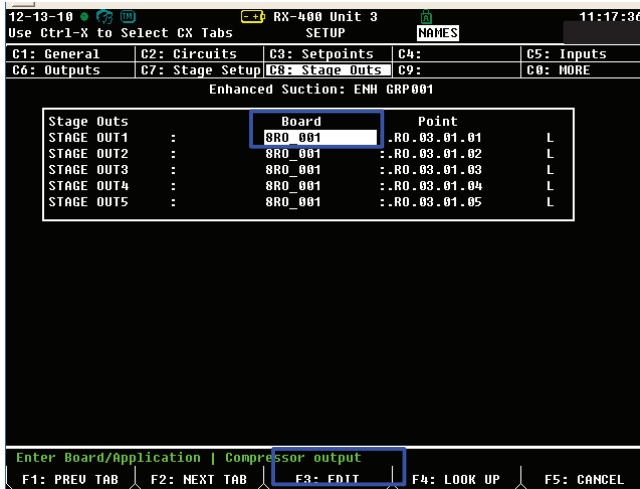 12-13-10 RX-400 Unit 3 11:17:36
Use Ctrl-X to Select CX Tabs SETUP NAMES
C1: General C2: Circuits C3: Setpoints C4: C5: Inputs
C6: Outputs C7: Stage Setup C8: Stage Outs C9: C0: MORE
Enhanced Suction: ENH GRP001
Stage Outs Board Point
STAGE OUT1 : 8RO_001 :.RO.03.01.01 L
STAGE OUT2 : 8RO_001 :.RO.03.01.02 L
STAGE OUT3 : 8RO_001 :.RO.03.01.03 L
STAGE OUT4 : 8RO_001 :.RO.03.01.04 L
STAGE OUT5 : 8RO_001 :.RO.03.01.05 L
Enter Board/Application | Compressor output
F1: PREV TAB F2: NEXT TAB F3: EDIT F4: LOOK UP F5: CANCEL